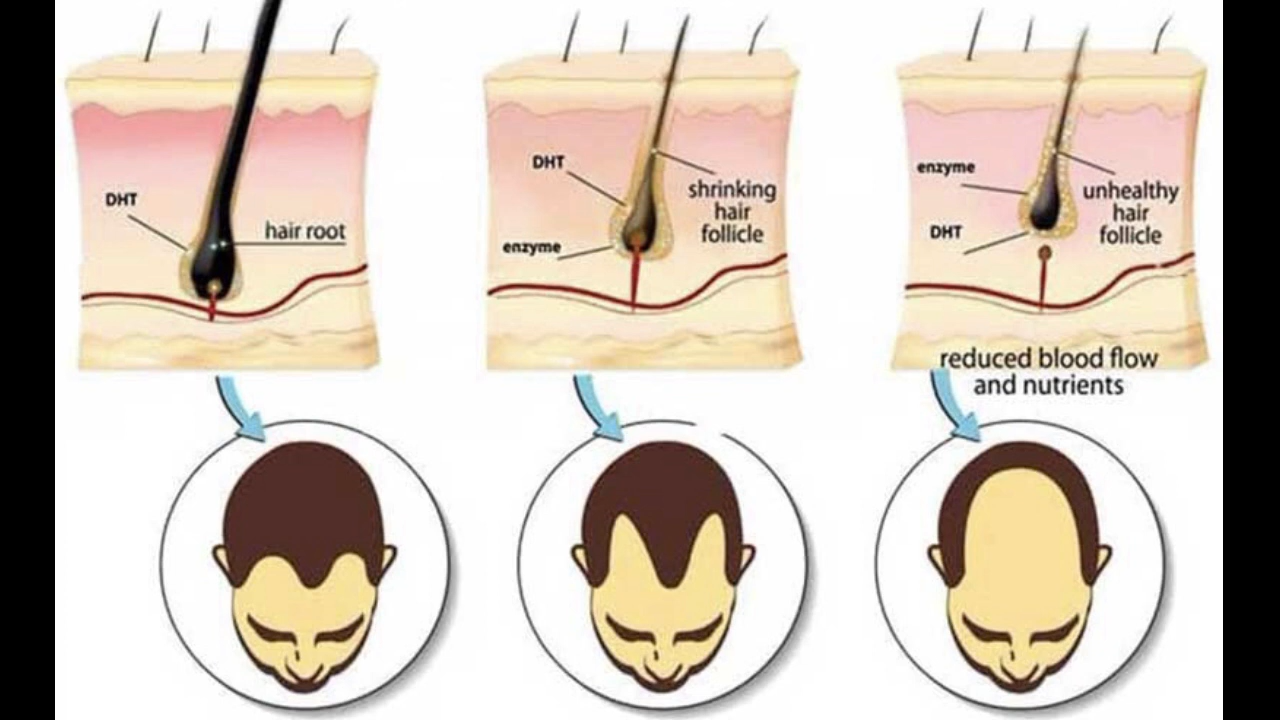 DHT
hair root
DHT
shrinking
hair
follicle
enzyme
enzyme
unhealthy
hair
follicle
DHT
reduced blood flow
and nutrients